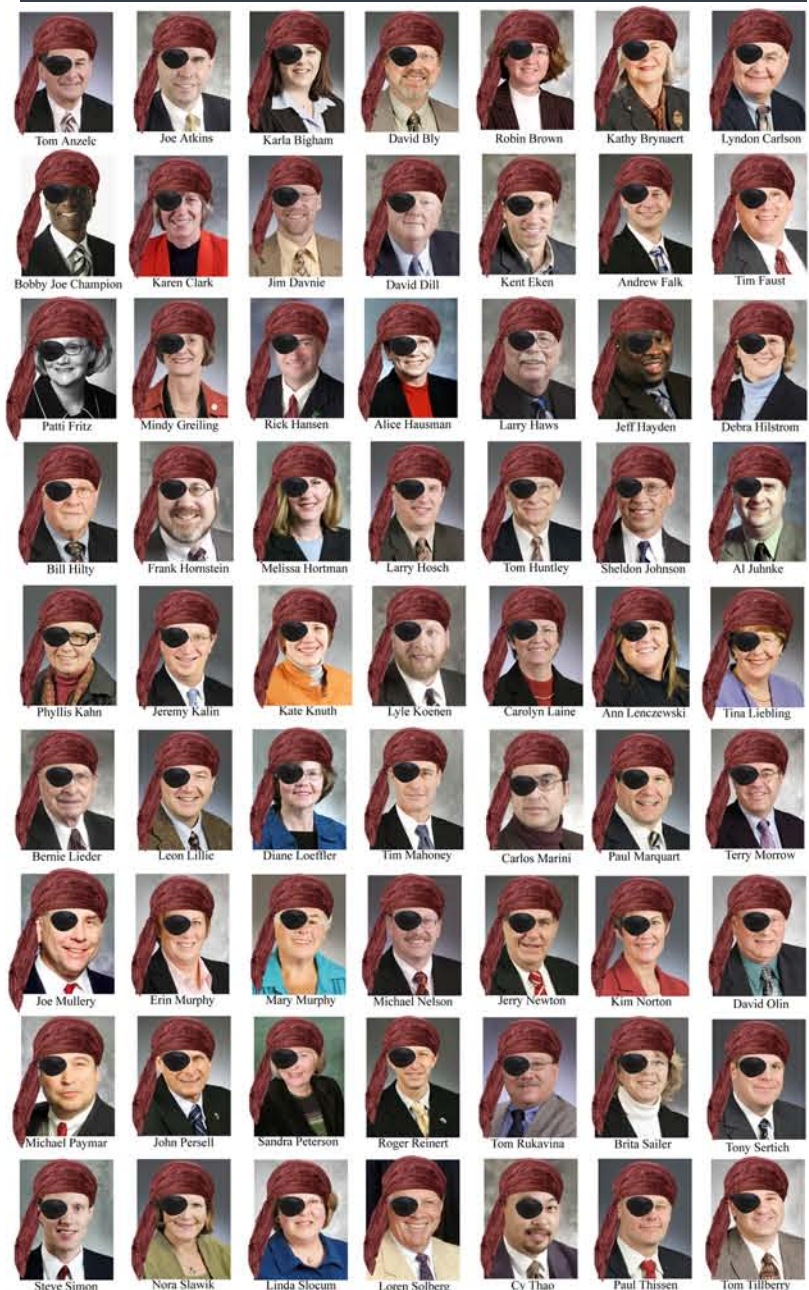 Tom Anzelc
Joe Atkins
Karla Bigham
David Bly
Robin Brown
Kathy Brynaert
Lyndon Carlson
Bobby Joe Champion
Karen Clark
Jim Davnie
David Dill
Kent Eken
Andrew Falk
Tim Faust
Patti Fritz
Mindy Greiling
Rick Hansen
Alice Hausman
Larry Haws
Jeff Hayden
Debra Hilstrom
Bill Hilty
Frank Hornstein
Melissa Hortman
Larry Hosch
Tom Huntley
Sheldon Johnson
Al Juhnke
Phyllis Kahn
Jeremy Kalin
Kate Knuth
Lyle Koenen
Carolyn Laine
Ann Lenczewski
Tina Liebling
Bernie Lieder
Leon Lillie
Diane Loeffler
Tim Mahoney
Carlos Marini
Paul Marquart
Terry Morrow
Joe Mullery
Erin Murphy
Mary Murphy
Michael Nelson
Jerry Newton
Kim Norton
David Olin
Michael Paymar
John Persell
Sandra Peterson
Roger Reinert
Tom Rukavina
Brita Sailer
Tony Sertich
Steve Simon
Nora Slawik
Linda Slocum
Loren Solberg
Cy Thao
Paul Thissen
Tom Tillberry